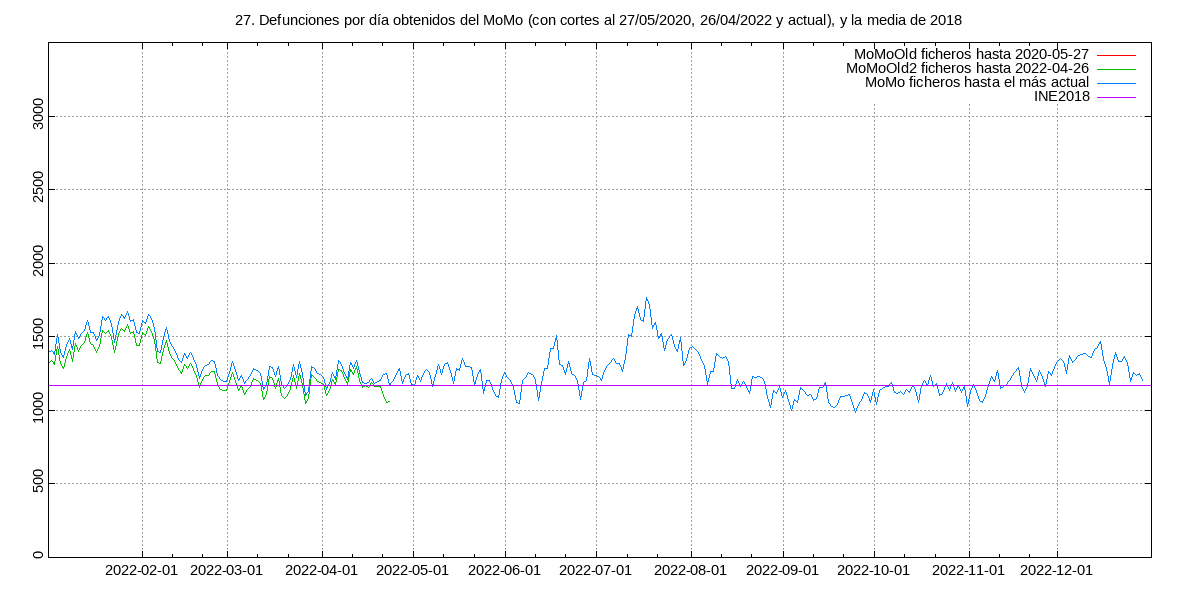 27. Defunciones por día obtenidos del MoMo (con cortes al 27/05/2020, 26/04/2022 y actual), y la media de 2018
MoMoOld ficheros hasta 2020-05-27
MoMoOld2 ficheros hasta 2022-04-26
MoMo ficheros hasta el más actual
INE2018
3000
2500
2000
1500
1000
500
0
2022-02-01 2022-03-01 2022-04-01 2022-05-01 2022-06-01 2022-07-01 2022-08-01 2022-09-01 2022-10-01 2022-11-01 2022-12-01